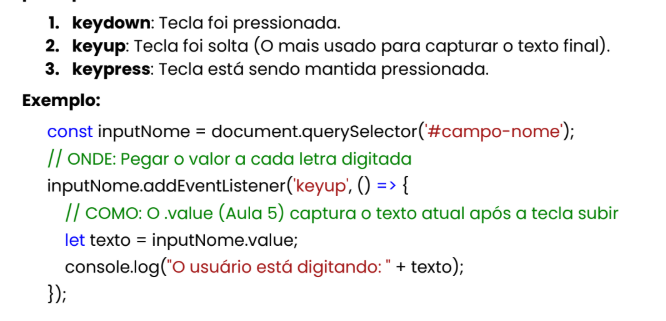 1. keydown: Tecla foi pressionada.
2. keyup: Tecla foi solta (O mais usado para capturar o texto final).
3. keypress: Tecla está sendo mantida pressionada.
Exemplo:
const inputNome = document.querySelector('#campo-nome');
// ONDE: Pegar o valor a cada letra digitada
inputNome.addEventListener('keyup', () => {
// COMO: O .value (Aula 5) captura o texto atual após a tecla subir
let texto = inputNome.value;
console.log("O usuário está digitando: " + texto);
});